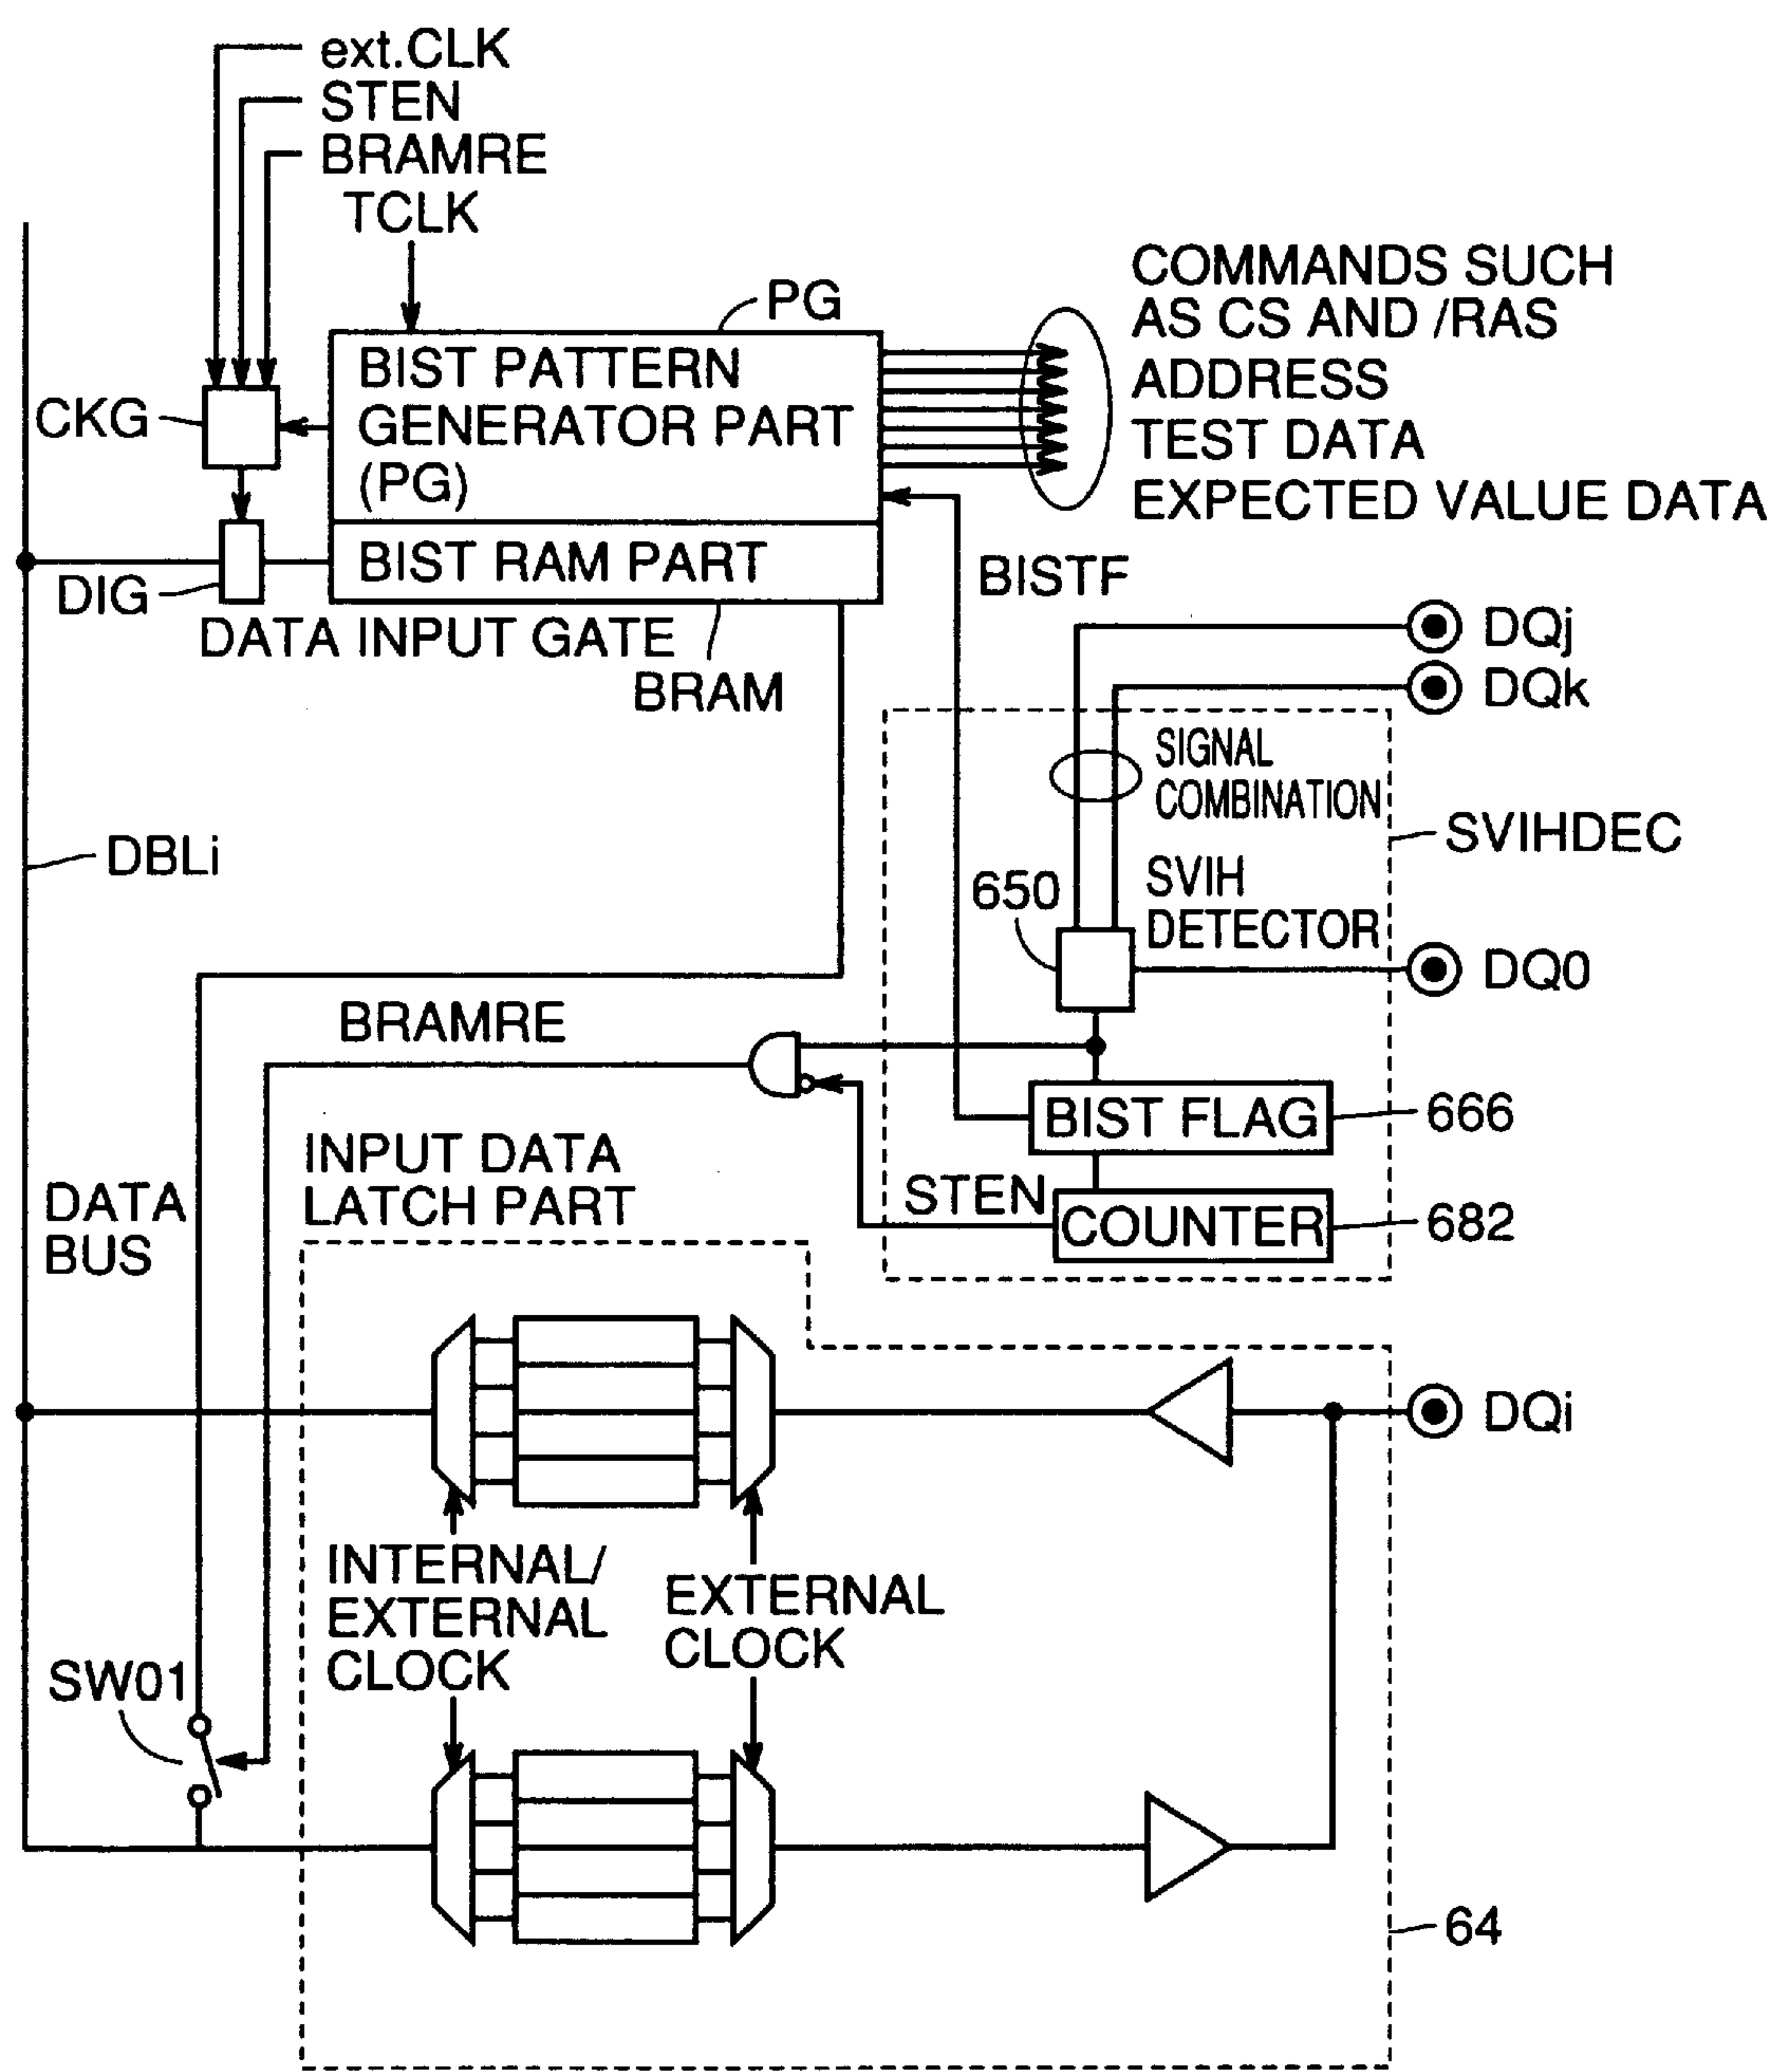 ext.CLK
STEN
BRAMRE
TCLK
PG
COMMANDS SUCH
AS CS AND /RAS
ADDRESS
TEST DATA
EXPECTED VALUE DATA
CKG
BIST PATTERN
GENERATOR PART
(PG)
BIST RAM PART
DIG
DATA INPUT GATE
BRAM
BISTF
DQj
DQk
SIGNAL
COMBINATION
SVIHDEC
DBLi
650
SVIH
DETECTOR
DQ0
BRAMRE
BIST FLAG
666
INPUT DATA
LATCH PART
STEN
COUNTER
682
DATA
BUS
DQi
INTERNAL/
EXTERNAL
CLOCK
EXTERNAL
CLOCK
SW01
64